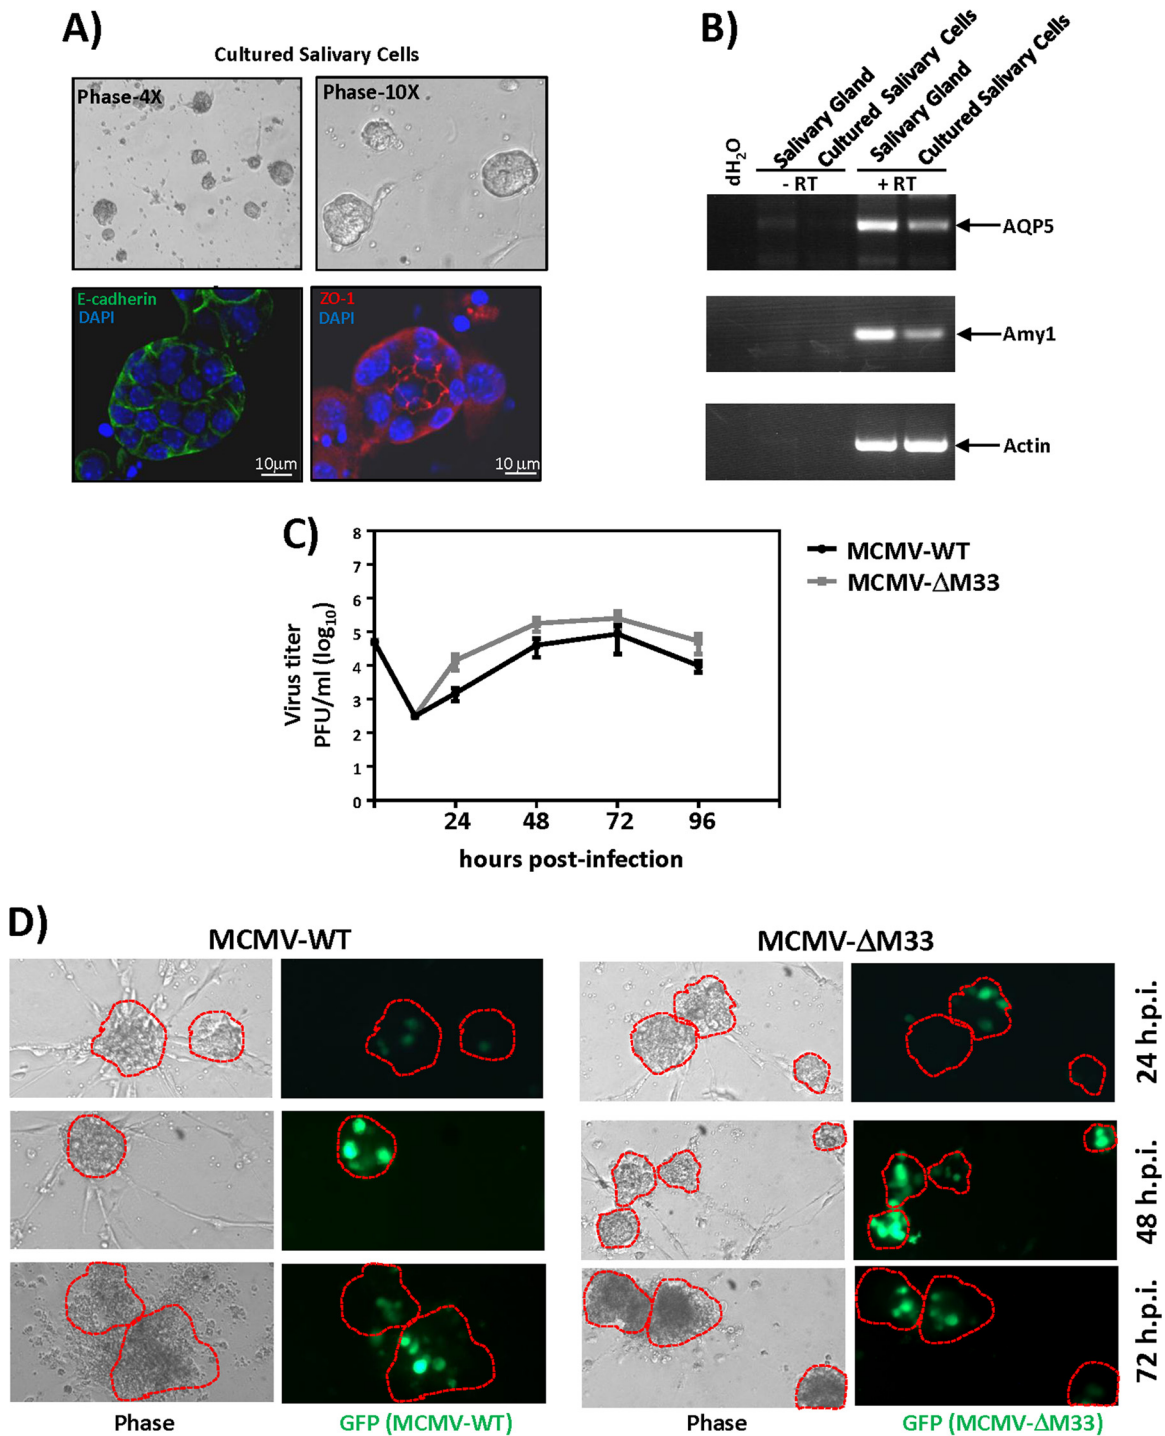 A)
Cultured Salivary Cells
Phase-4X
Phase-10X
E-cadherin
DAPI
10μm
ZO-1
DAPI
10 μm
B)
dH2O
Salivary Gland
Cultured Salivary Cells
Salivary Gland
Cultured Salivary Cells
- RT
+ RT
AQP5
Amy1
Actin
C)
Virus titer
PFU/ml (log10)
8
7
6
5
4
3
2
1
0
24
48
72
96
hours post-infection
MCMV-WT
MCMV-ΔM33
D)
MCMV-WT
MCMV-ΔM33
24 h.p.i.
48 h.p.i.
72 h.p.i.
Phase
GFP (MCMV-WT)
Phase
GFP (MCMV-ΔM33)